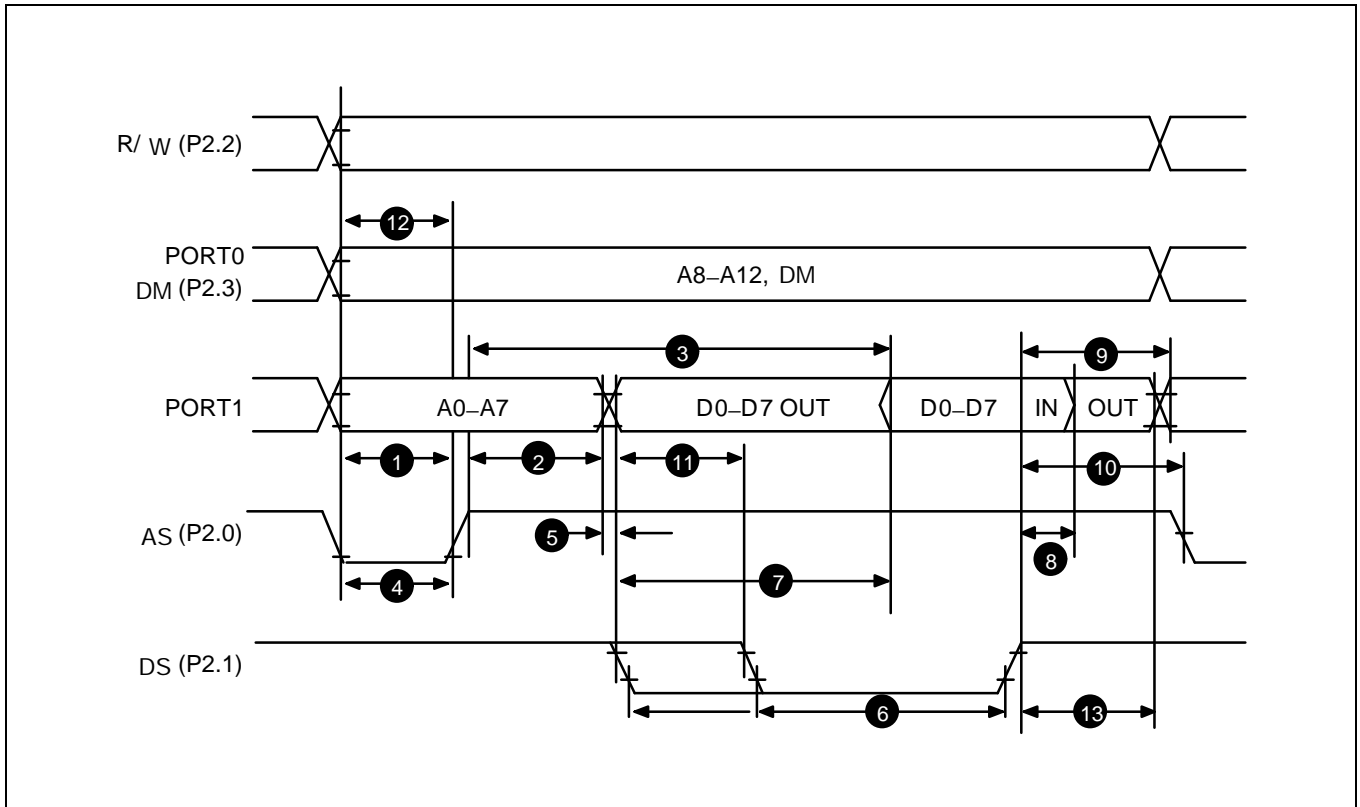 R/ W (P2.2)
12
PORT0
DM (P2.3)
A8–A12, DM
3
9
PORT1
A0–A7
D0–D7 OUT
D0–D7
IN
OUT
1
2
11
10
AS (P2.0)
5
8
4
7
DS (P2.1)
6
13